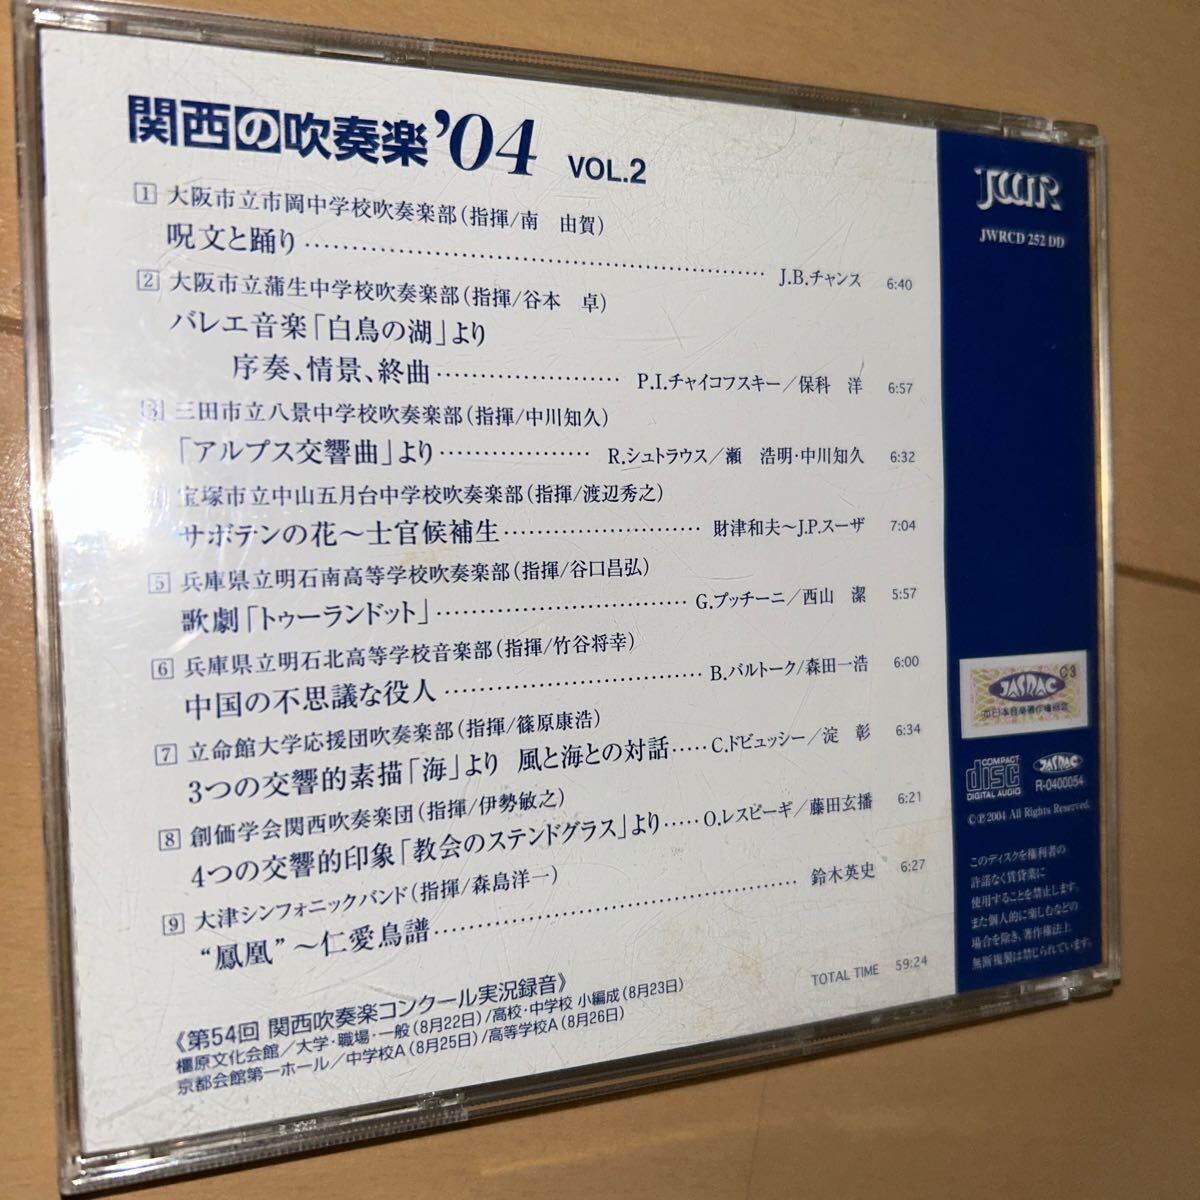 関西の吹奏楽’04 VOL.2
1 大阪市立市岡中学校吹奏楽部(指揮/南 由賀)
呪文と踊り…… J.B.チャンス 6:40
2 大阪市立蒲生中学校吹奏楽部(指揮/谷本 卓)
バレエ音楽「白鳥の湖」より
序奏、情景、終曲…… P.I.チャイコフスキー/保科 洋 6:57
3 三田市立八景中学校吹奏楽部(指揮/中川知久)
「アルプス交響曲」より…… R.シュトラウス/瀬 浩明・中川知久 6:32
4 宝塚市立中山五月台中学校吹奏楽部(指揮/渡辺秀之)
サボテンの花～士官候補生…… 財津和夫～J.P.スーザ 7:04
5 兵庫県立明石南高等学校吹奏楽部(指揮/谷口昌弘)
歌劇「トゥーランドット」…… G.プッチーニ/西山 潔 5:57
6 兵庫県立明石北高等学校音楽部(指揮/竹谷将幸)
中国の不思議な役人…… B.バルトーク/森田一浩 6:00
7 立命館大学応援団吹奏楽部(指揮/篠原康浩)
3つの交響的素描「海」より 風と海との対話…… C.ドビュッシー/淀 彰 6:34
8 創価学会関西吹奏楽団(指揮/伊勢敏之)
4つの交響的印象「教会のステンドグラス」より…… O.レスピーギ/藤田玄播 6:21
9 大津シンフォニックバンド(指揮/森島洋一)
“鳳凰”～仁愛鳥譜…… 鈴木英史 6:27
TOTAL TIME 59:24
《第54回 関西吹奏楽コンクール実況録音》
橿原文化会館/大学・職場・一般(8月22日)/高校・中学校 小編成(8月23日)
京都会館第一ホール/中学校A(8月25日)/高等学校A(8月26日)
JWR
JWRCD 252 DD
C3
JASRAC
日本音楽著作権協会
COMPACT
disc
DIGITAL AUDIO
JASRAC
R-0400054
©℗2004 All Rights Reserved.
このディスクを権利者の
許諾なく賃貸業に
使用することを禁止します。
また個人的に楽しむなどの
場合を除き、著作権法上
無断複製は禁じられています。